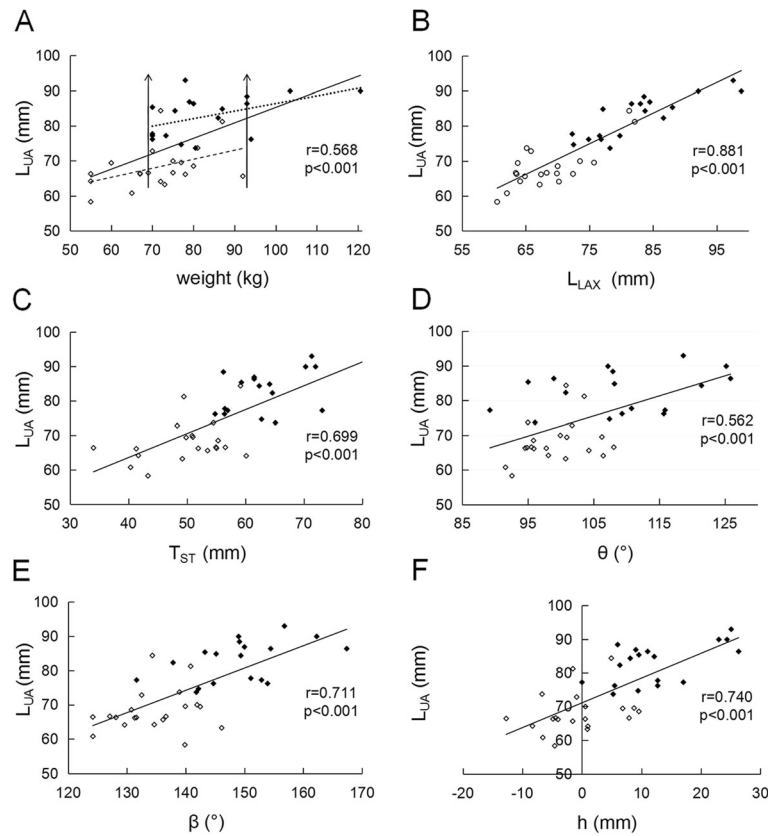 A
L_UA (mm)
100
90
80
70
60
50
r=0.568
p<0.001
50 60 70 80 90 100 110 120
weight (kg)
B
L_UA (mm)
100
90
80
70
60
50
r=0.881
p<0.001
55 65 75 85 95
L_LAX (mm)
C
L_UA (mm)
100
90
80
70
60
50
r=0.699
p<0.001
30 40 50 60 70 80
T_ST (mm)
D
L_UA (mm)
100
90
80
70
60
50
r=0.562
p<0.001
85 95 105 115 125
θ (°)
E
L_UA (mm)
100
90
80
70
60
50
r=0.711
p<0.001
120 130 140 150 160 170
β (°)
F
L_UA (mm)
100
90
80
70
60
50
r=0.740
p<0.001
-20 -10 0 10 20 30
h (mm)